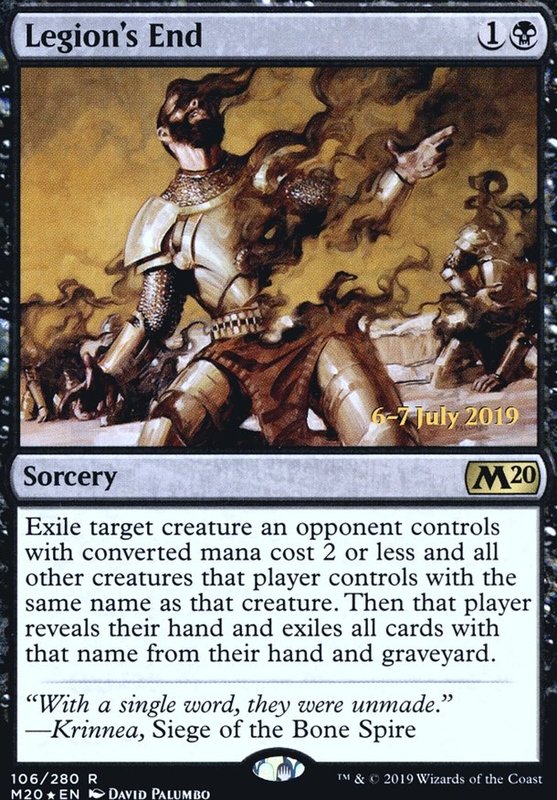 Legion's End 1
6–7 July 2019
Sorcery M20
Exile target creature an opponent controls
with converted mana cost 2 or less and all
other creatures that player controls with the
same name as that creature. Then that player
reveals their hand and exiles all cards with
that name from their hand and graveyard.
“With a single word, they were unmade.”
—Krinnea, Siege of the Bone Spire
106/280 R
M20★EN DAVID PALUMBO
™ & © 2019 Wizards of the Coast